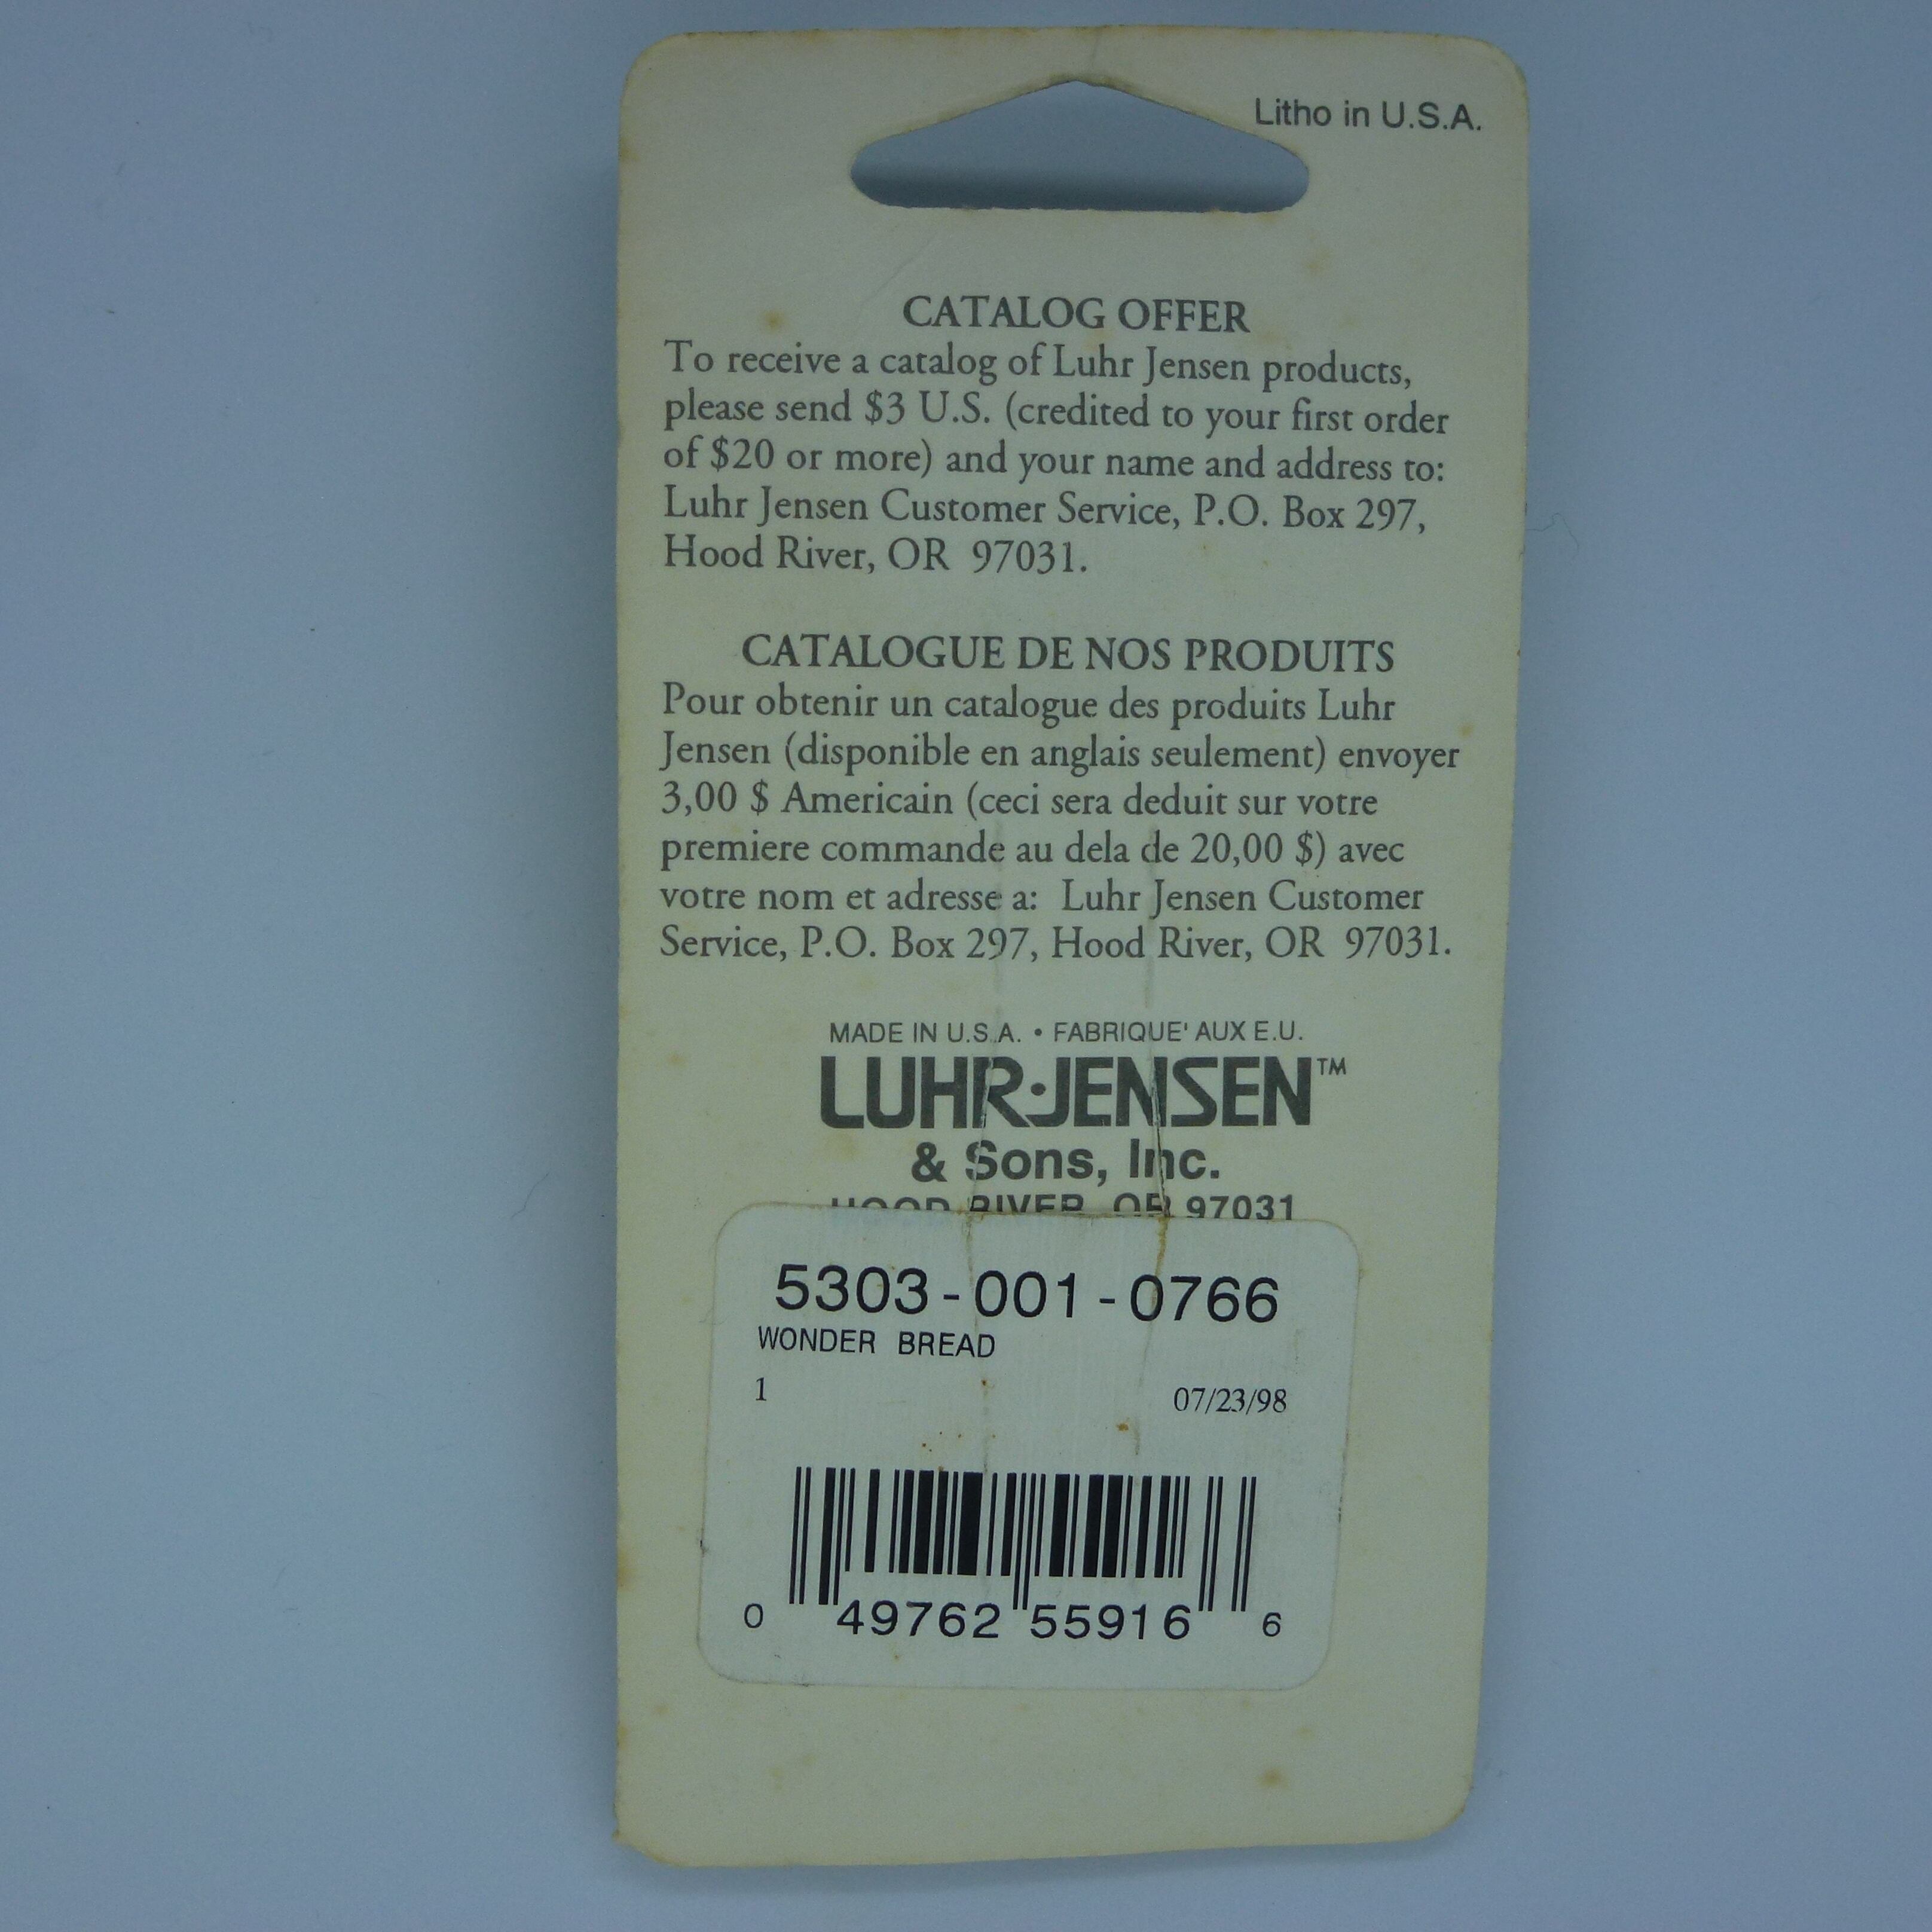 Litho in U.S.A.
CATALOG OFFER
To receive a catalog of Luhr Jensen products,
please send $3 U.S. (credited to your first order
of $20 or more) and your name and address to:
Luhr Jensen Customer Service, P.O. Box 297,
Hood River, OR 97031.
CATALOGUE DE NOS PRODUITS
Pour obtenir un catalogue des produits Luhr
Jensen (disponible en anglais seulement) envoyer
3,00 $ Americain (ceci sera deduit sur votre
premiere commande au dela de 20,00 $) avec
votre nom et adresse a: Luhr Jensen Customer
Service, P.O. Box 297, Hood River, OR 97031.
MADE IN U.S.A. • FABRIQUE' AUX E.U.
LUHR·JENSEN™
& Sons, Inc.
HOOD RIVER, OR 97031
5303-001-0766
WONDER BREAD
1 07/23/98
0 49762 55916 6